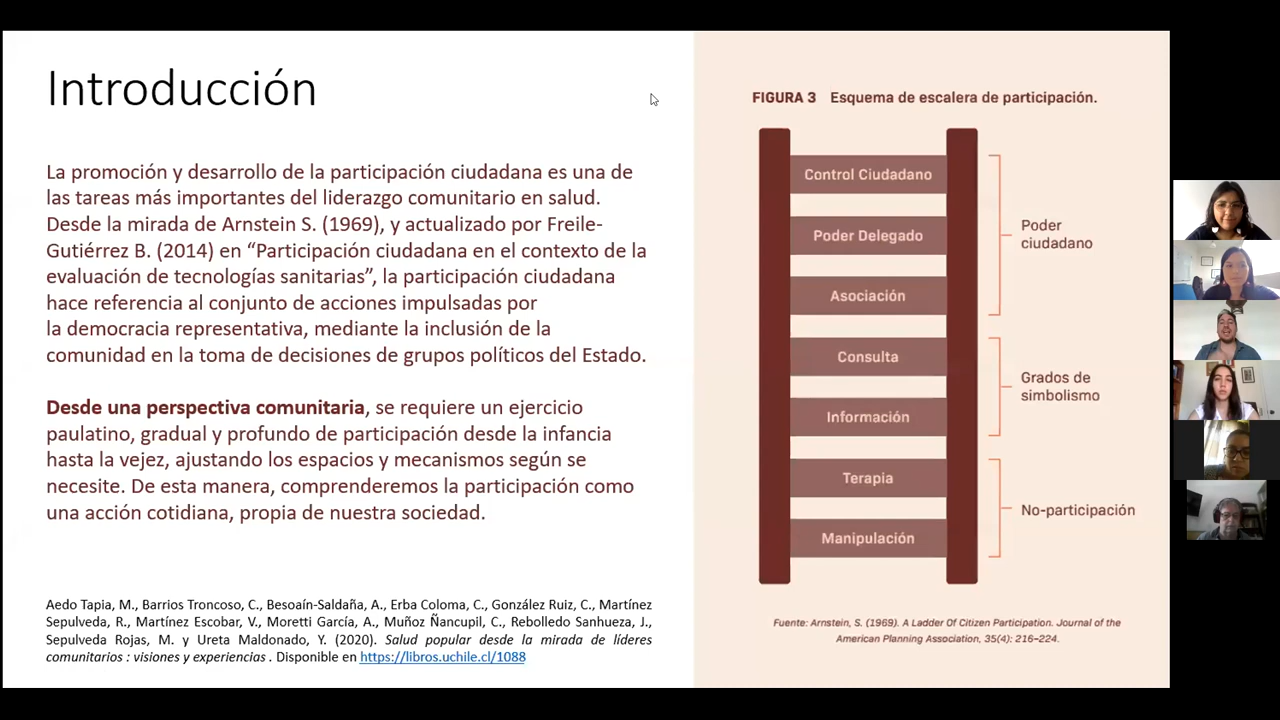 Introducción
La promoción y desarrollo de la participación ciudadana es una de
las tareas más importantes del liderazgo comunitario en salud.
Desde la mirada de Arnstein S. (1969), y actualizado por Freile-
Gutiérrez B. (2014) en “Participación ciudadana en el contexto de la
evaluación de tecnologías sanitarias”, la participación ciudadana
hace referencia al conjunto de acciones impulsadas por
la democracia representativa, mediante la inclusión de la
comunidad en la toma de decisiones de grupos políticos del Estado.
Desde una perspectiva comunitaria, se requiere un ejercicio
paulatino, gradual y profundo de participación desde la infancia
hasta la vejez, ajustando los espacios y mecanismos según se
necesite. De esta manera, comprenderemos la participación como
una acción cotidiana, propia de nuestra sociedad.
Aedo Tapia, M., Barrios Troncoso, C., Besoaín-Saldaña, A., Erba Coloma, C., González Ruiz, C., Martínez
Sepulveda, R., Martínez Escobar, V., Moretti García, A., Muñoz Ñancupil, C., Rebolledo Sanhueza, J.,
Sepulveda Rojas, M. y Ureta Maldonado, Y. (2020). Salud popular desde la mirada de líderes
comunitarios : visiones y experiencias . Disponible en https://libros.uchile.cl/1088
FIGURA 3 Esquema de escalera de participación.
Control Ciudadano
Poder Delegado
Asociación
Poder
ciudadano
Consulta
Información
Grados de
simbolismo
Terapia
Manipulación
No-participación
Fuente: Arnstein, S. (1969). A Ladder Of Citizen Participation. Journal of the
American Planning Association, 35(4): 216–224.